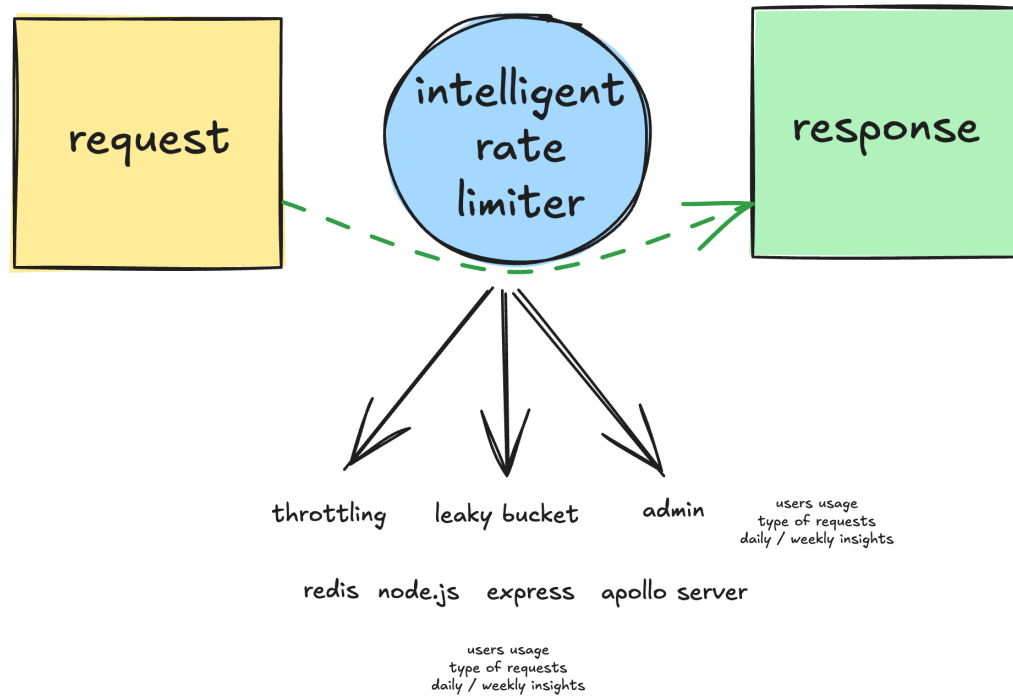 request
intelligent
rate
limiter
response
throttling
leaky bucket
admin
users usage
type of requests
daily / weekly insights
redis node.js express apollo server
users usage
type of requests
daily / weekly insights